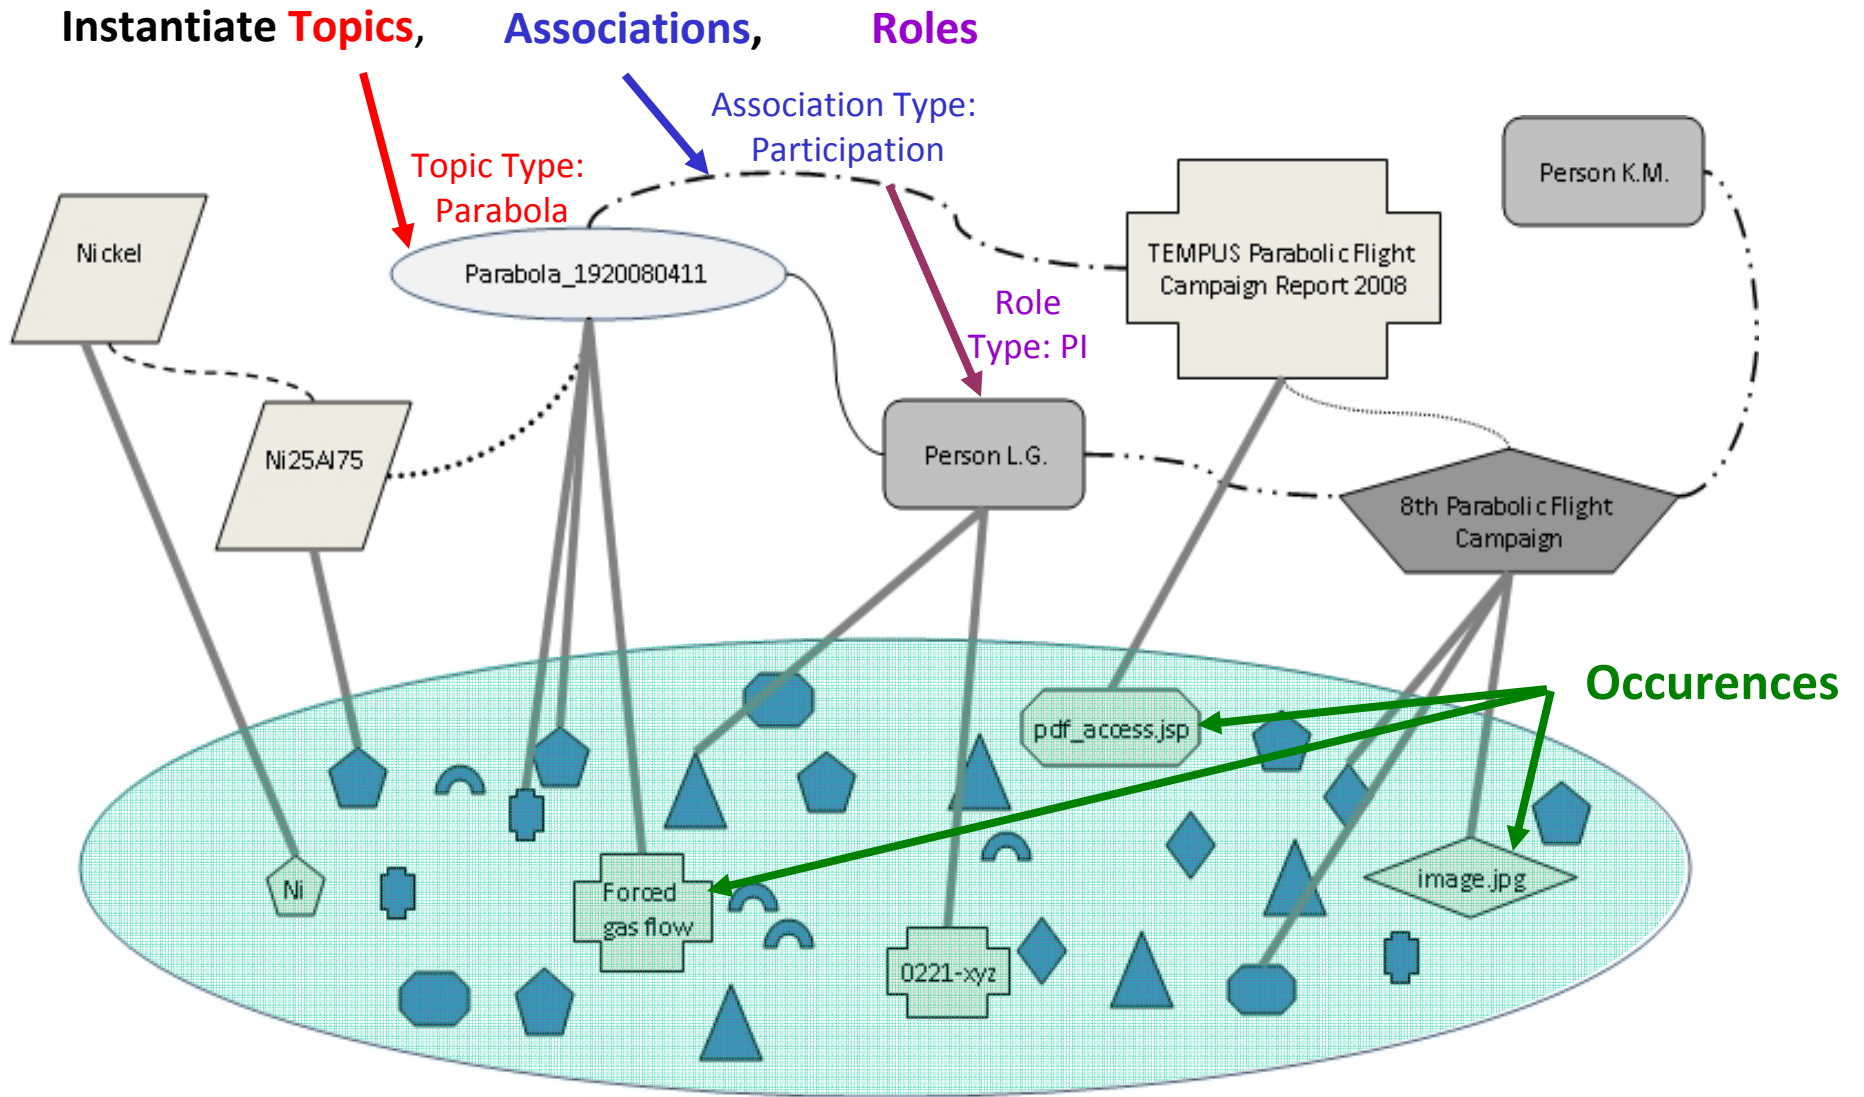 Instantiate Topics, Associations, Roles
Association Type:
Participation
Topic Type:
Parabola
Person K.M.
Nickel
Parabola_1920080411
TEMPUS Parabolic Flight
Campaign Report 2008
Role
Type: PI
Ni25Al75
Person L.G.
8th Parabolic Flight
Campaign
Occurences
pdf_access.jsp
Ni
Forced
gas flow
image.jpg
0221-xyz